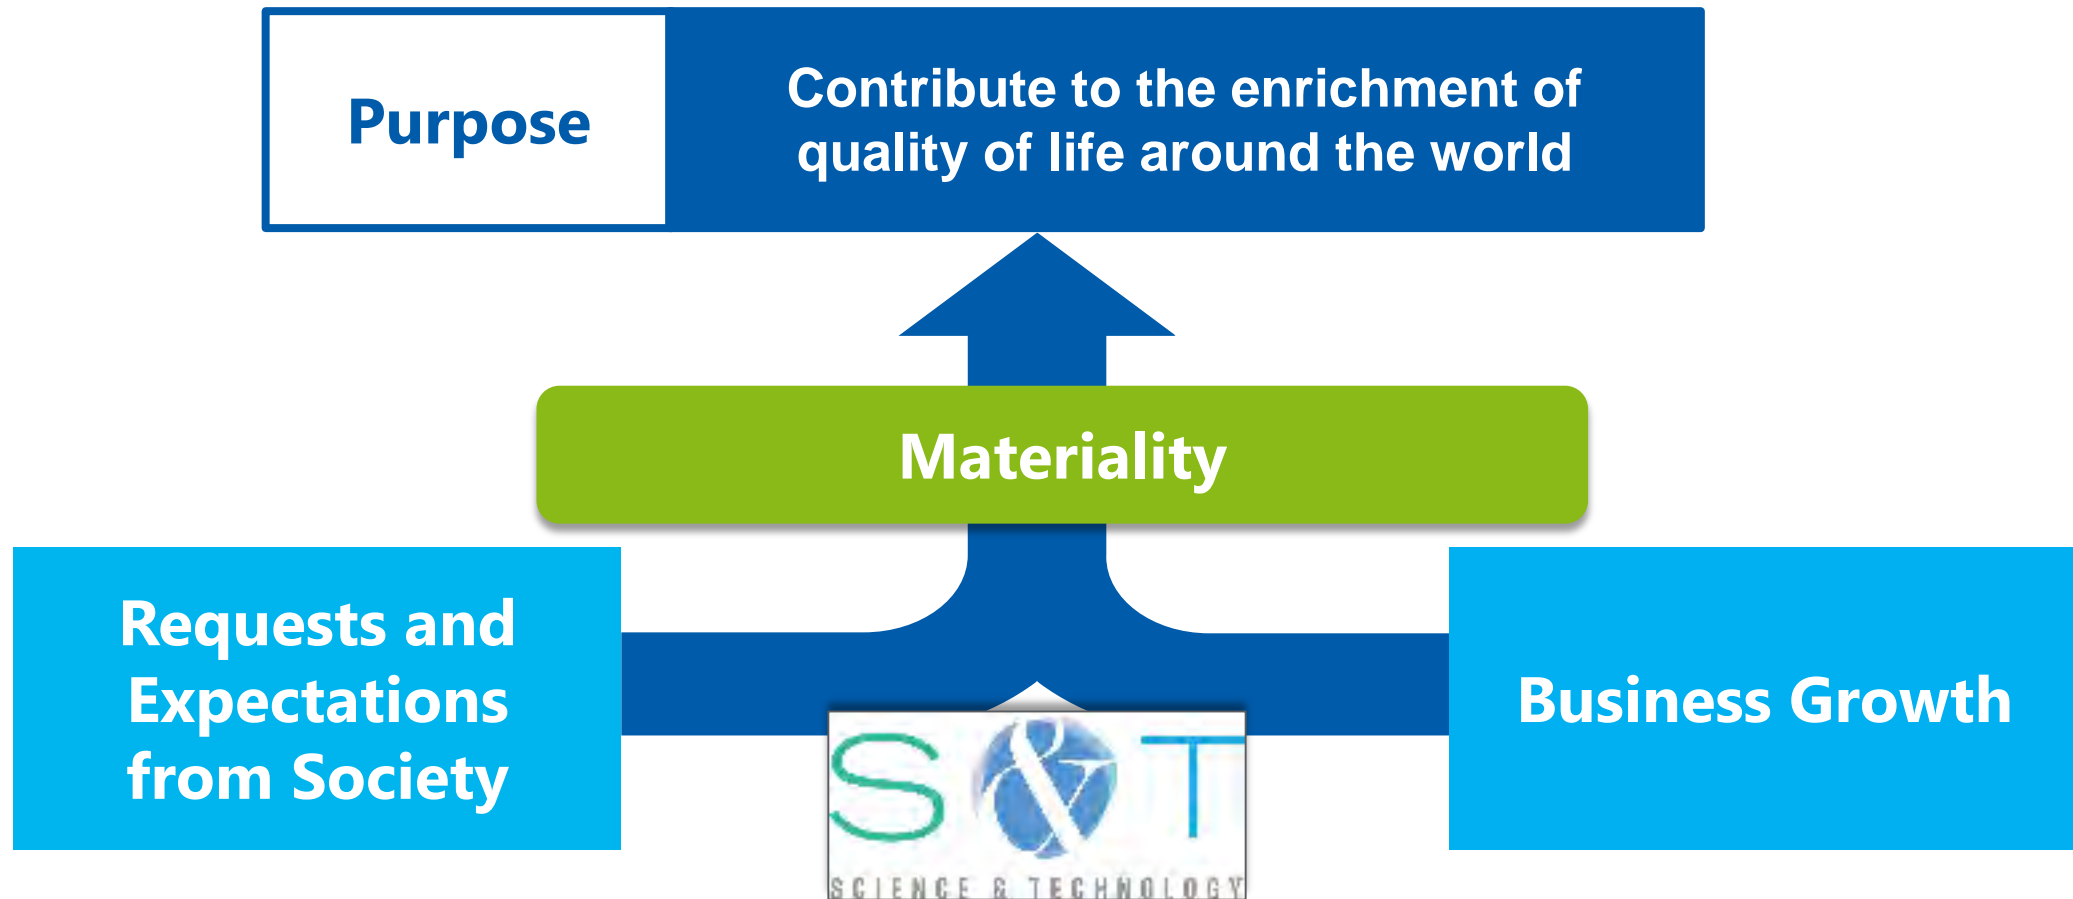 Purpose
Contribute to the enrichment of
quality of life around the world
Materiality
Requests and
Expectations
from Society
Business Growth
S&T
SCIENCE & TECHNOLOGY